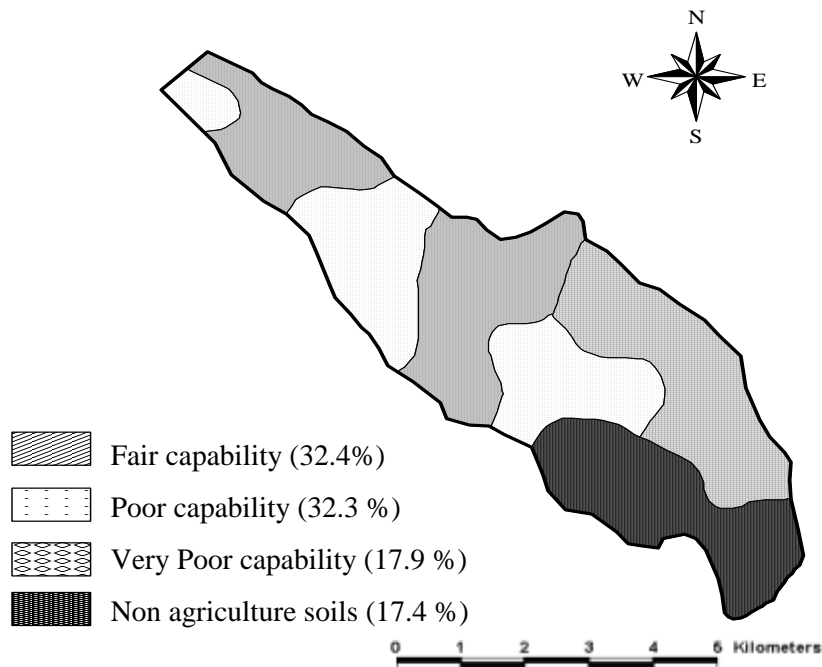 N
W E
S
Fair capability (32.4%)
Poor capability (32.3 %)
Very Poor capability (17.9 %)
Non agriculture soils (17.4 %)
0 1 2 3 4 5 Kilometers